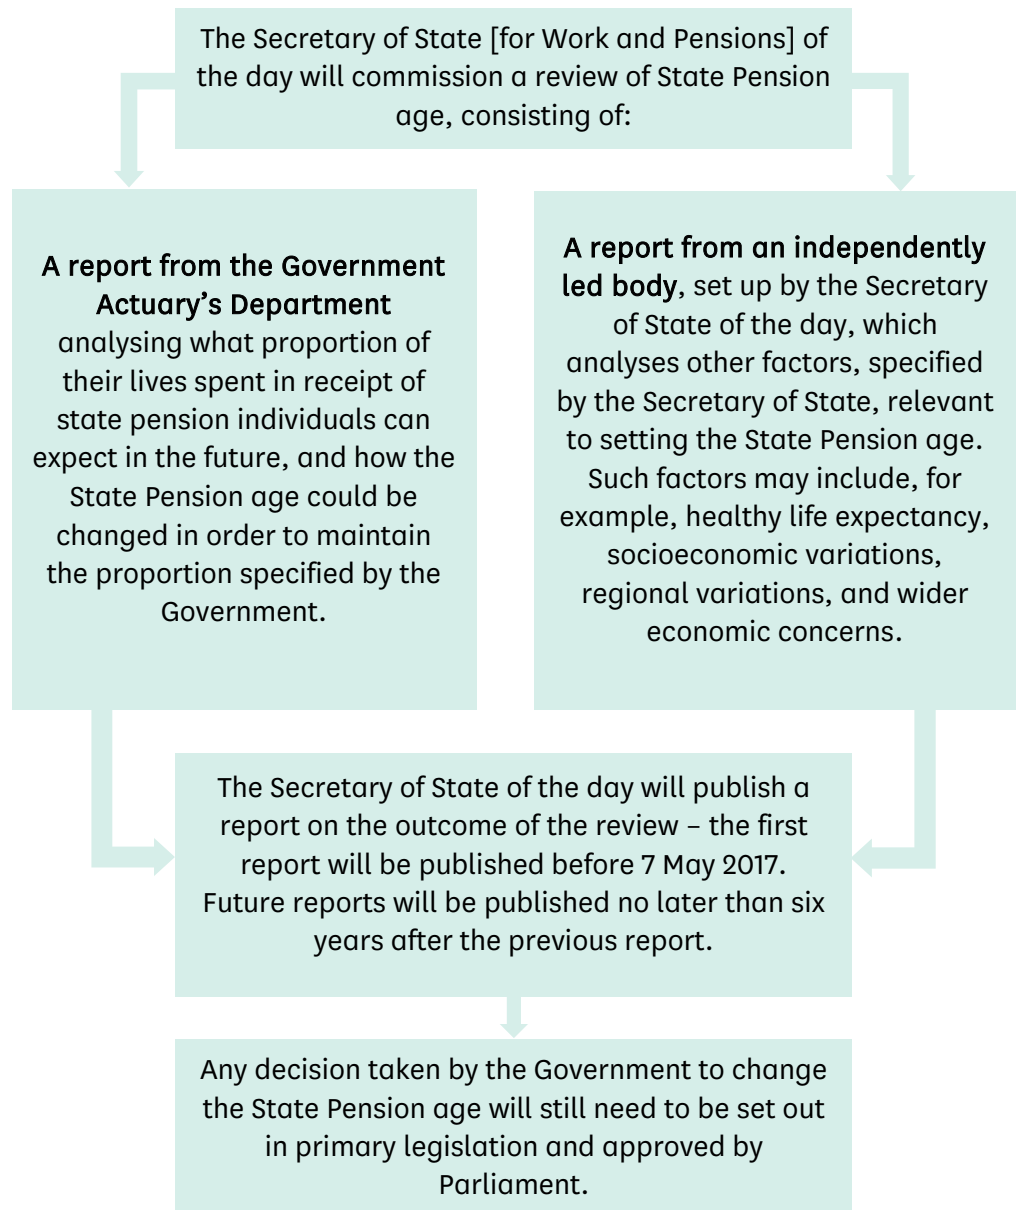 The Secretary of State [for Work and Pensions] of
the day will commission a review of State Pension
age, consisting of:
A report from the Government
Actuary’s Department
analysing what proportion of
their lives spent in receipt of
state pension individuals can
expect in the future, and how the
State Pension age could be
changed in order to maintain
the proportion specified by the
Government.
A report from an independently
led body, set up by the Secretary
of State of the day, which
analyses other factors, specified
by the Secretary of State, relevant
to setting the State Pension age.
Such factors may include, for
example, healthy life expectancy,
socioeconomic variations,
regional variations, and wider
economic concerns.
The Secretary of State of the day will publish a
report on the outcome of the review – the first
report will be published before 7 May 2017.
Future reports will be published no later than six
years after the previous report.
Any decision taken by the Government to change
the State Pension age will still need to be set out
in primary legislation and approved by
Parliament.